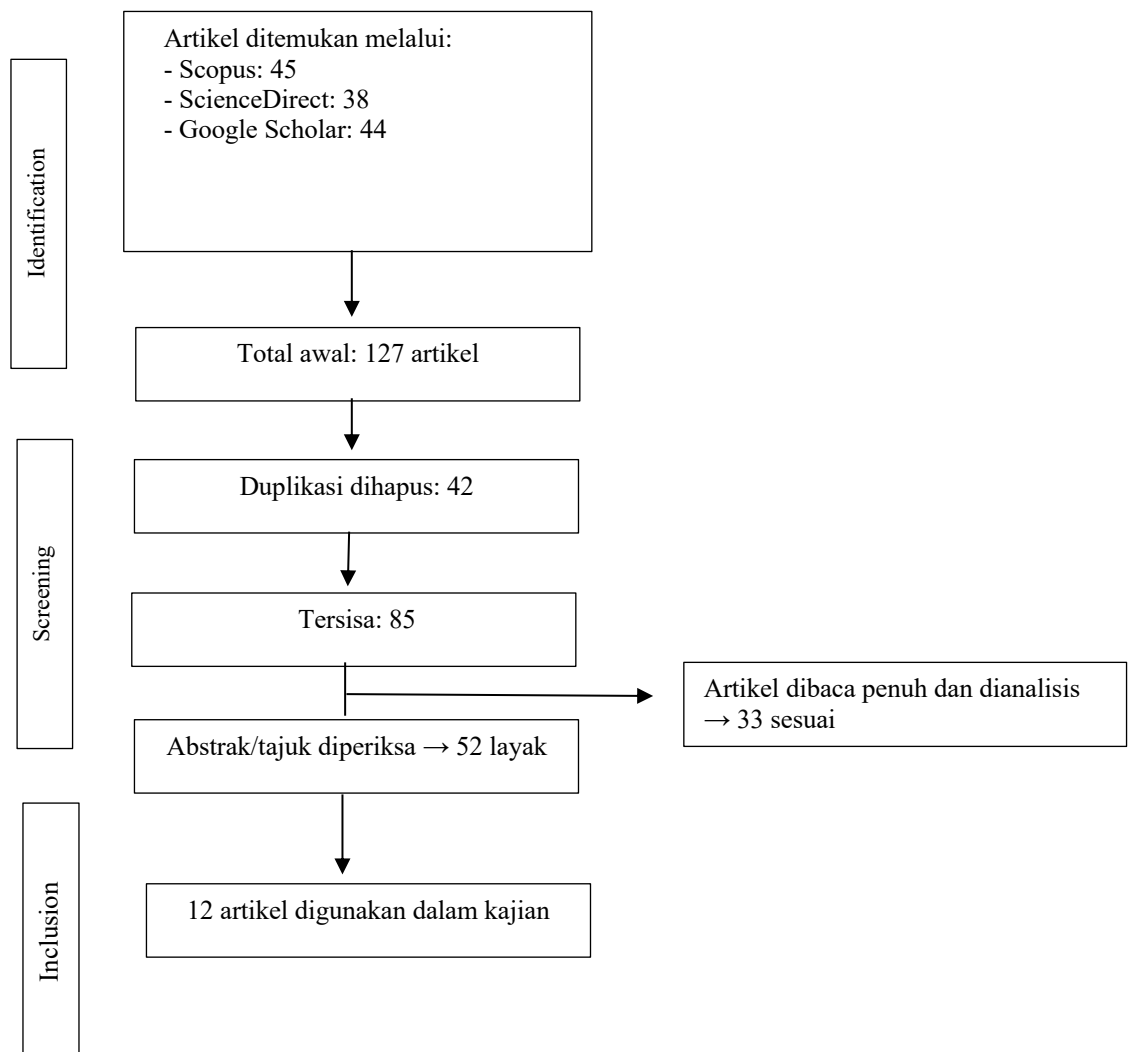 Identification
Artikel ditemukan melalui:
- Scopus: 45
- ScienceDirect: 38
- Google Scholar: 44
Total awal: 127 artikel
Screening
Duplikasi dihapus: 42
Tersisa: 85
Artikel dibaca penuh dan dianalisis
→ 33 sesuai
Abstrak/tajuk diperiksa → 52 layak
Inclusion
12 artikel digunakan dalam kajian